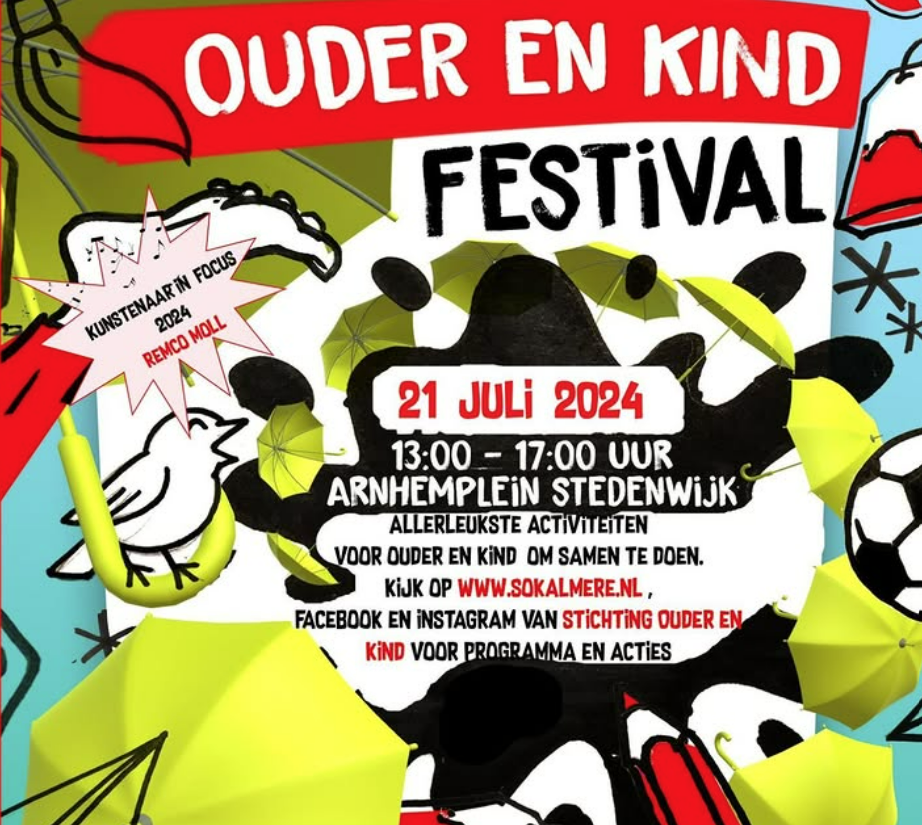 OUDER EN KIND
FESTiVAL
KUNSTENAAR iN FOCUS
2024
REMCO MOLL
21 JULi 2024
13:00 - 17:00 UUR
ARNHEMPLEiN STEDENWiJK
ALLERLEUKSTE ACTiViTEiTEN
VOOR OUDER EN KiND OM SAMEN TE DOEN.
KiJK OP WWW.SOKALMERE.NL ,
FACEBOOK EN iNSTAGRAM VAN STiCHTiNG OUDER EN
KiND VOOR PROGRAMMA EN ACTiES